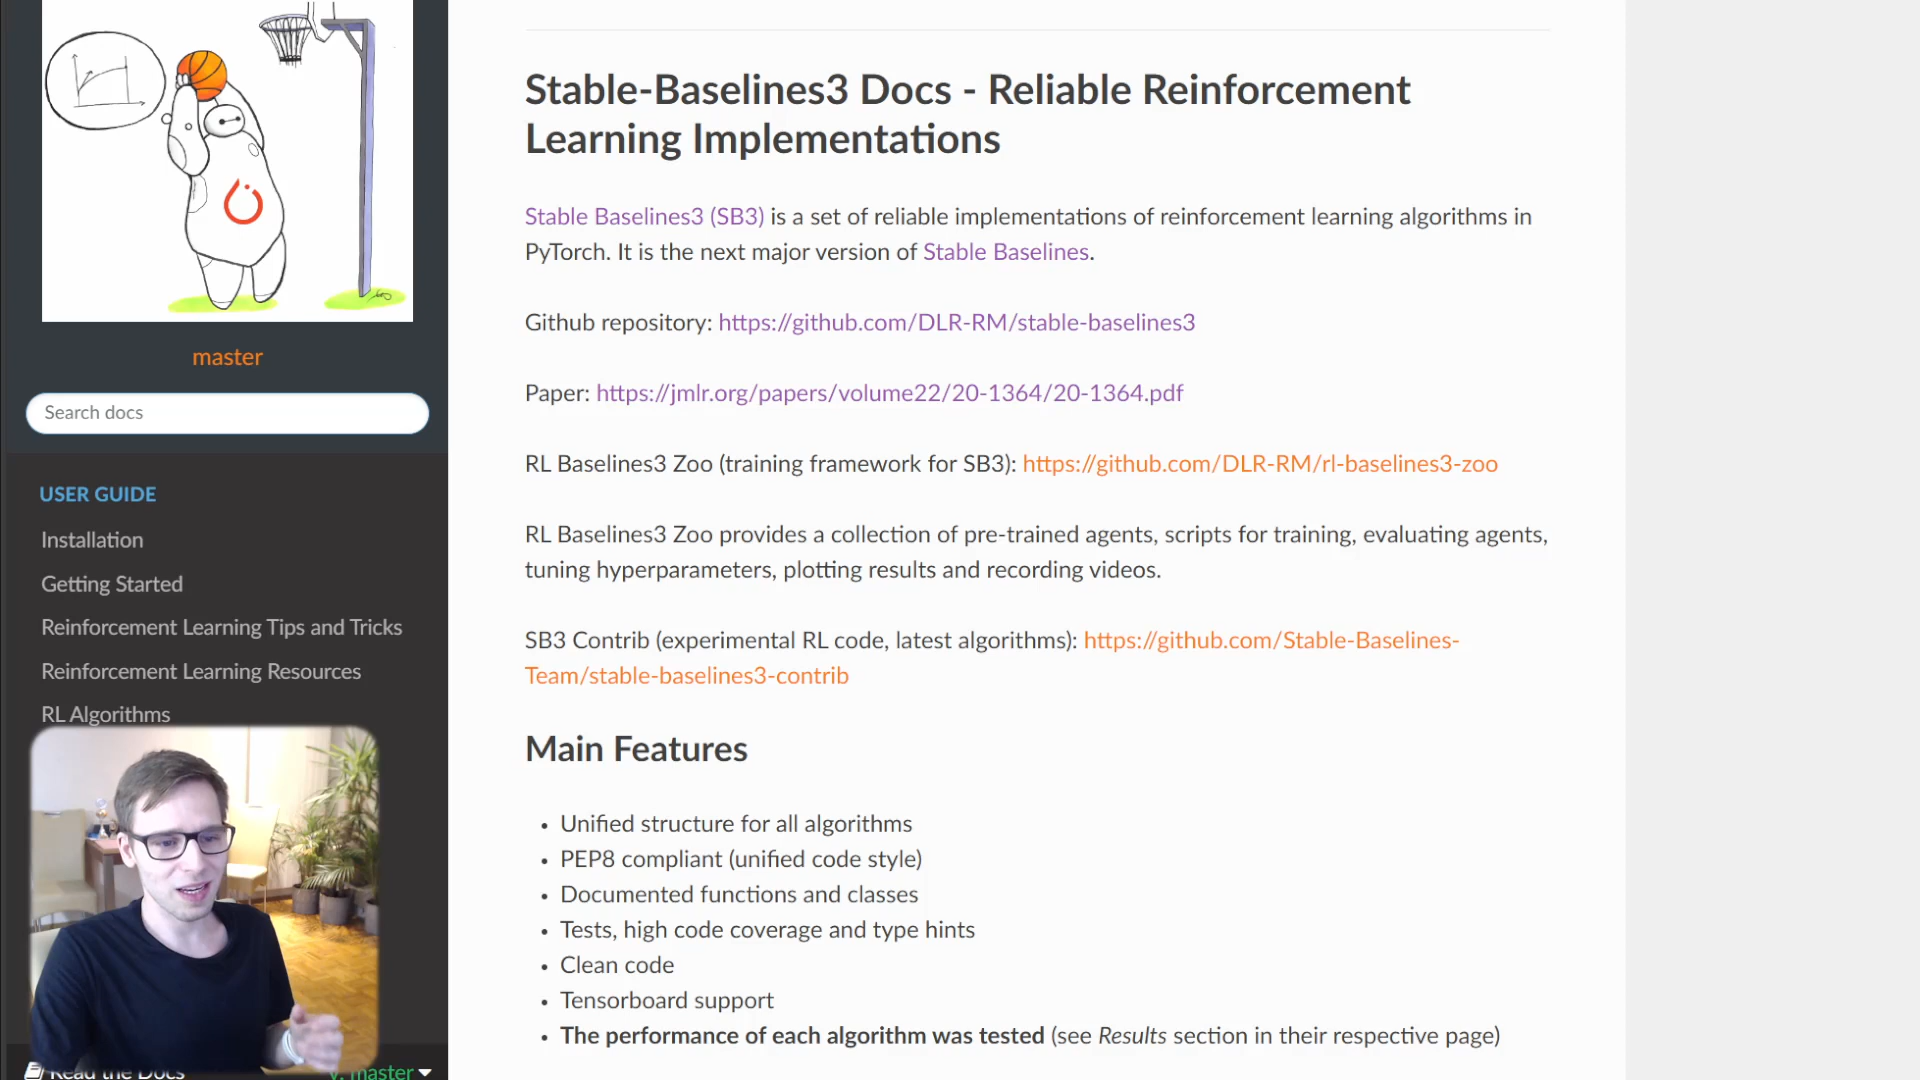 master
Search docs
USER GUIDE
Installation
Getting Started
Reinforcement Learning Tips and Tricks
Reinforcement Learning Resources
RL Algorithms
Read the Docs
v: master
Stable-Baselines3 Docs - Reliable Reinforcement
Learning Implementations
Stable Baselines3 (SB3) is a set of reliable implementations of reinforcement learning algorithms in
PyTorch. It is the next major version of Stable Baselines.
Github repository: https://github.com/DLR-RM/stable-baselines3
Paper: https://jmlr.org/papers/volume22/20-1364/20-1364.pdf
RL Baselines3 Zoo (training framework for SB3): https://github.com/DLR-RM/rl-baselines3-zoo
RL Baselines3 Zoo provides a collection of pre-trained agents, scripts for training, evaluating agents,
tuning hyperparameters, plotting results and recording videos.
SB3 Contrib (experimental RL code, latest algorithms): https://github.com/Stable-Baselines-
Team/stable-baselines3-contrib
Main Features
• Unified structure for all algorithms
• PEP8 compliant (unified code style)
• Documented functions and classes
• Tests, high code coverage and type hints
• Clean code
• Tensorboard support
• The performance of each algorithm was tested (see Results section in their respective page)